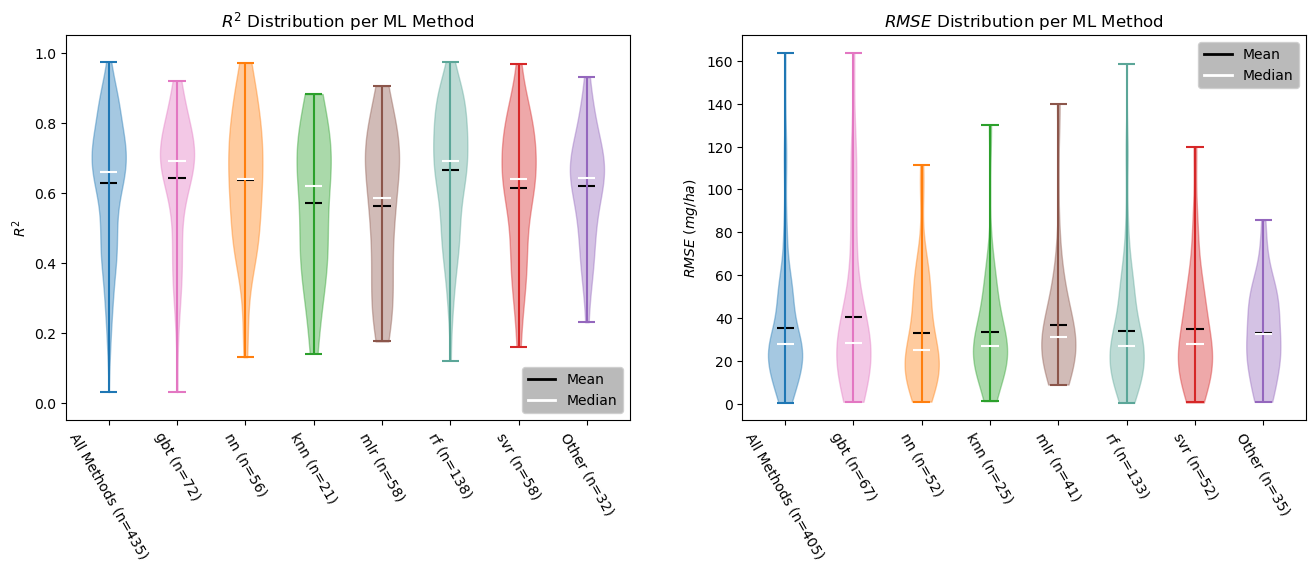 R² Distribution per ML Method
1.0
0.8
0.6
0.4
0.2
0.0
R²
Mean
Median
All Methods (n=435)
gbt (n=72)
nn (n=56)
knn (n=21)
mlr (n=58)
rf (n=138)
svr (n=58)
Other (n=32)
RMSE Distribution per ML Method
160
140
120
100
80
60
40
20
0
RMSE (mg/ha)
Mean
Median
All Methods (n=405)
gbt (n=67)
nn (n=52)
knn (n=25)
mlr (n=41)
rf (n=133)
svr (n=52)
Other (n=35)